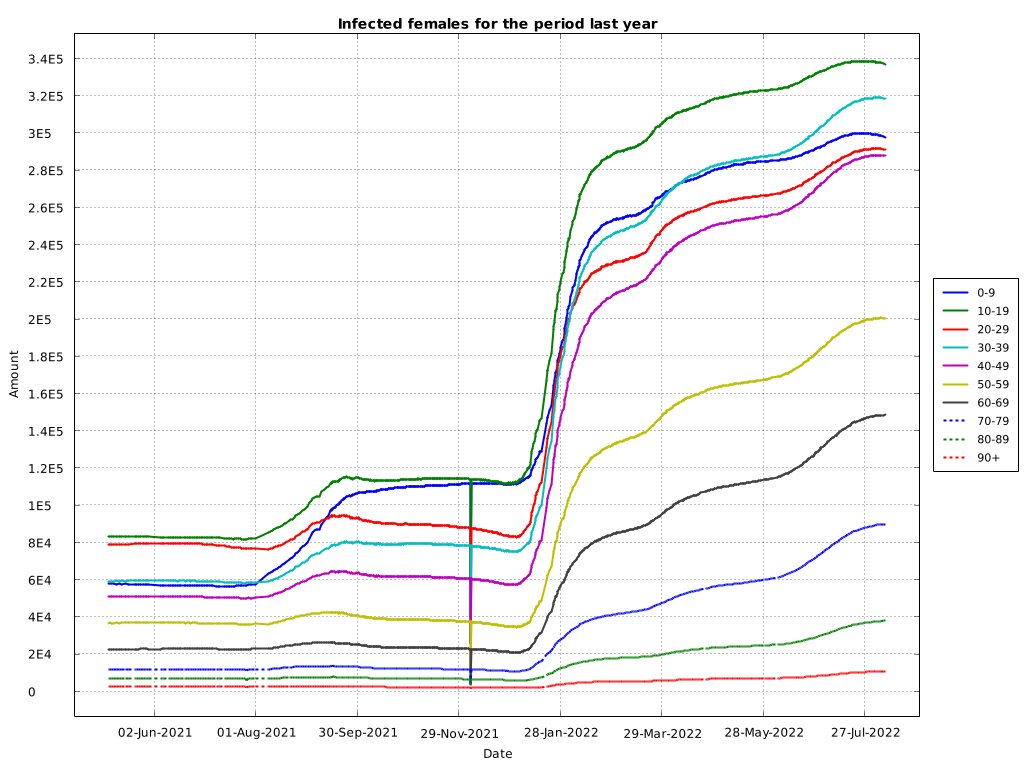 Infected females for the period last year
3.4E5
3.2E5
3E5
2.8E5
2.6E5
2.4E5
2.2E5
2E5
1.8E5
1.6E5
1.4E5
1.2E5
1E5
8E4
6E4
4E4
2E4
0
Amount
02-Jun-2021 01-Aug-2021 30-Sep-2021 29-Nov-2021 28-Jan-2022 29-Mar-2022 28-May-2022 27-Jul-2022
Date
0-9
10-19
20-29
30-39
40-49
50-59
60-69
70-79
80-89
90+